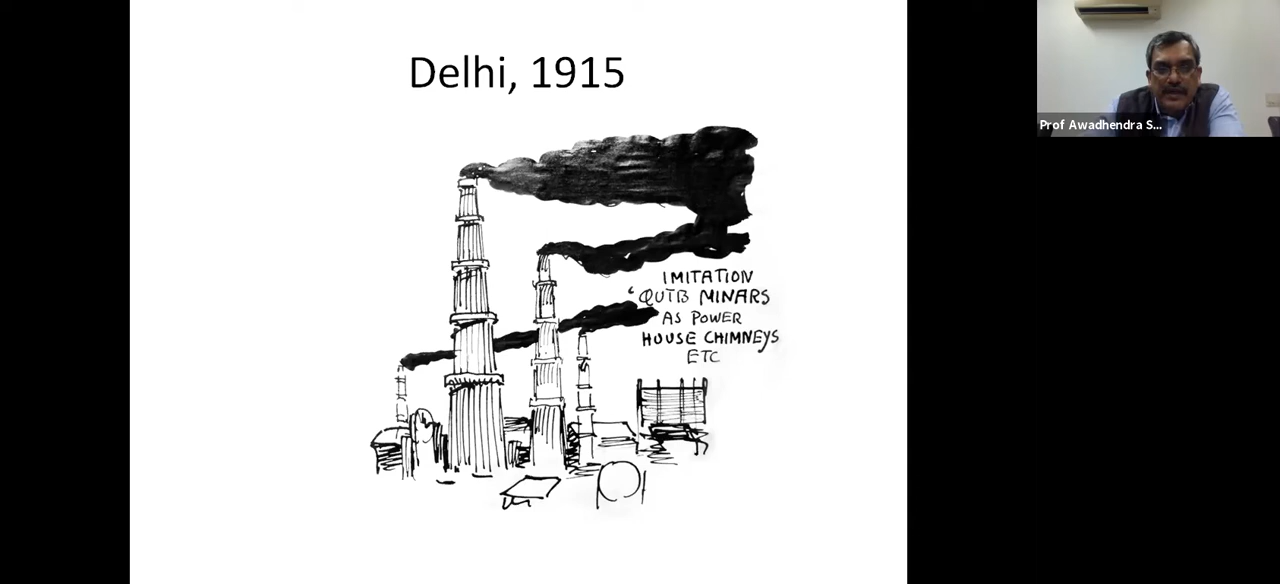 Delhi, 1915
IMITATION
‘QUTB MINARS
AS POWER
HOUSE CHIMNEYS
ETC
Prof Awadhendra S...